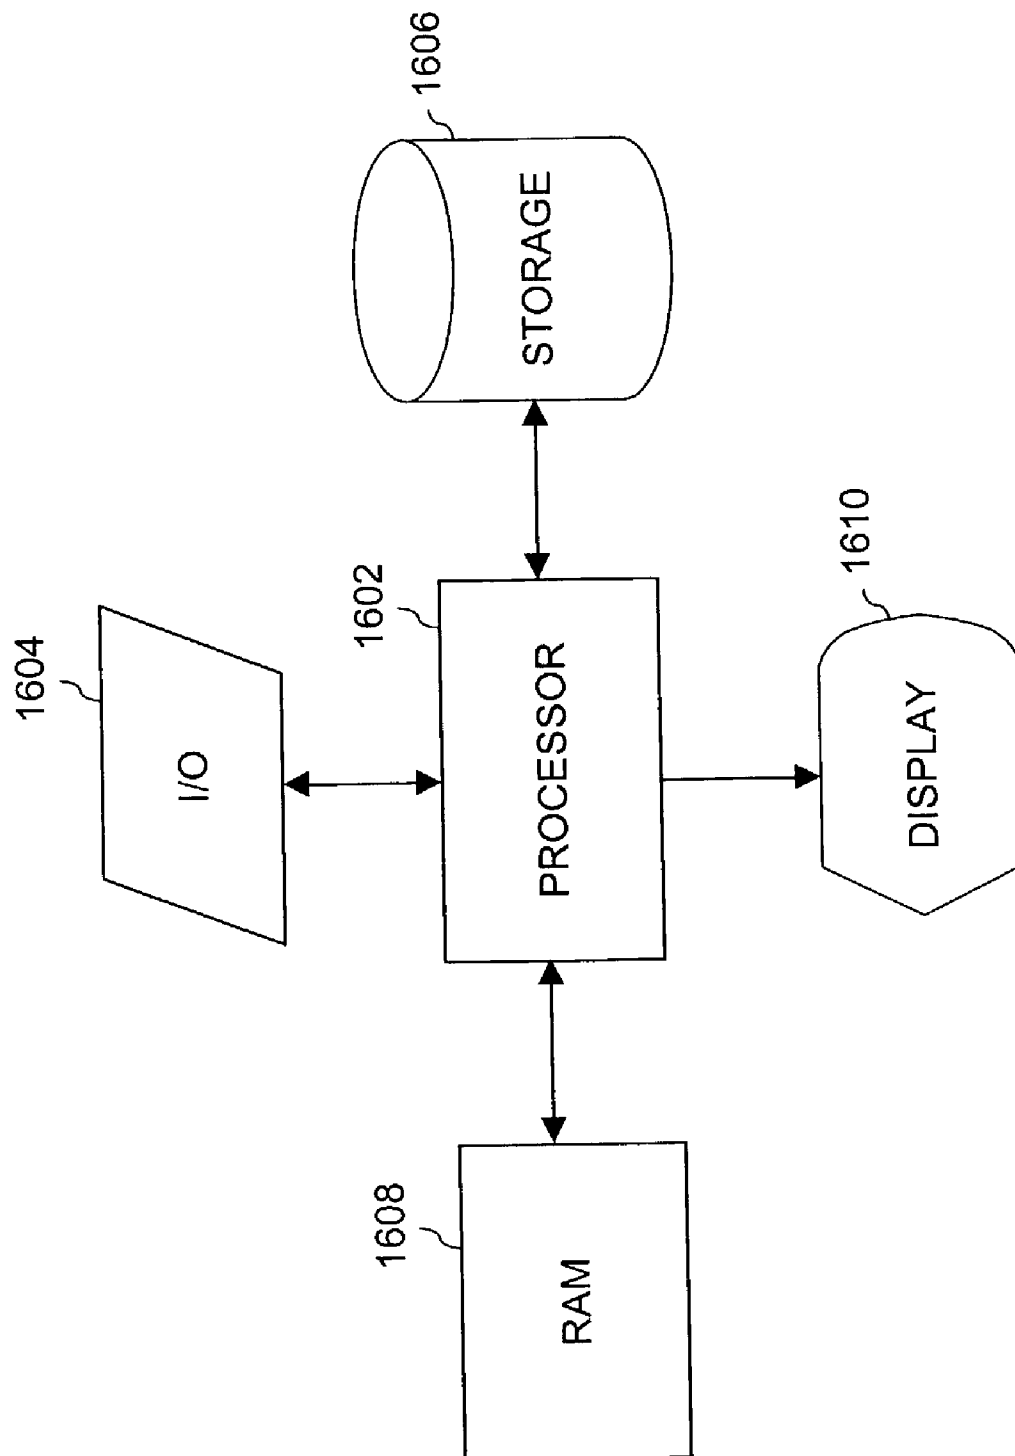 1604
I/O
1608
RAM
1602
PROCESSOR
1606
STORAGE
1610
DISPLAY